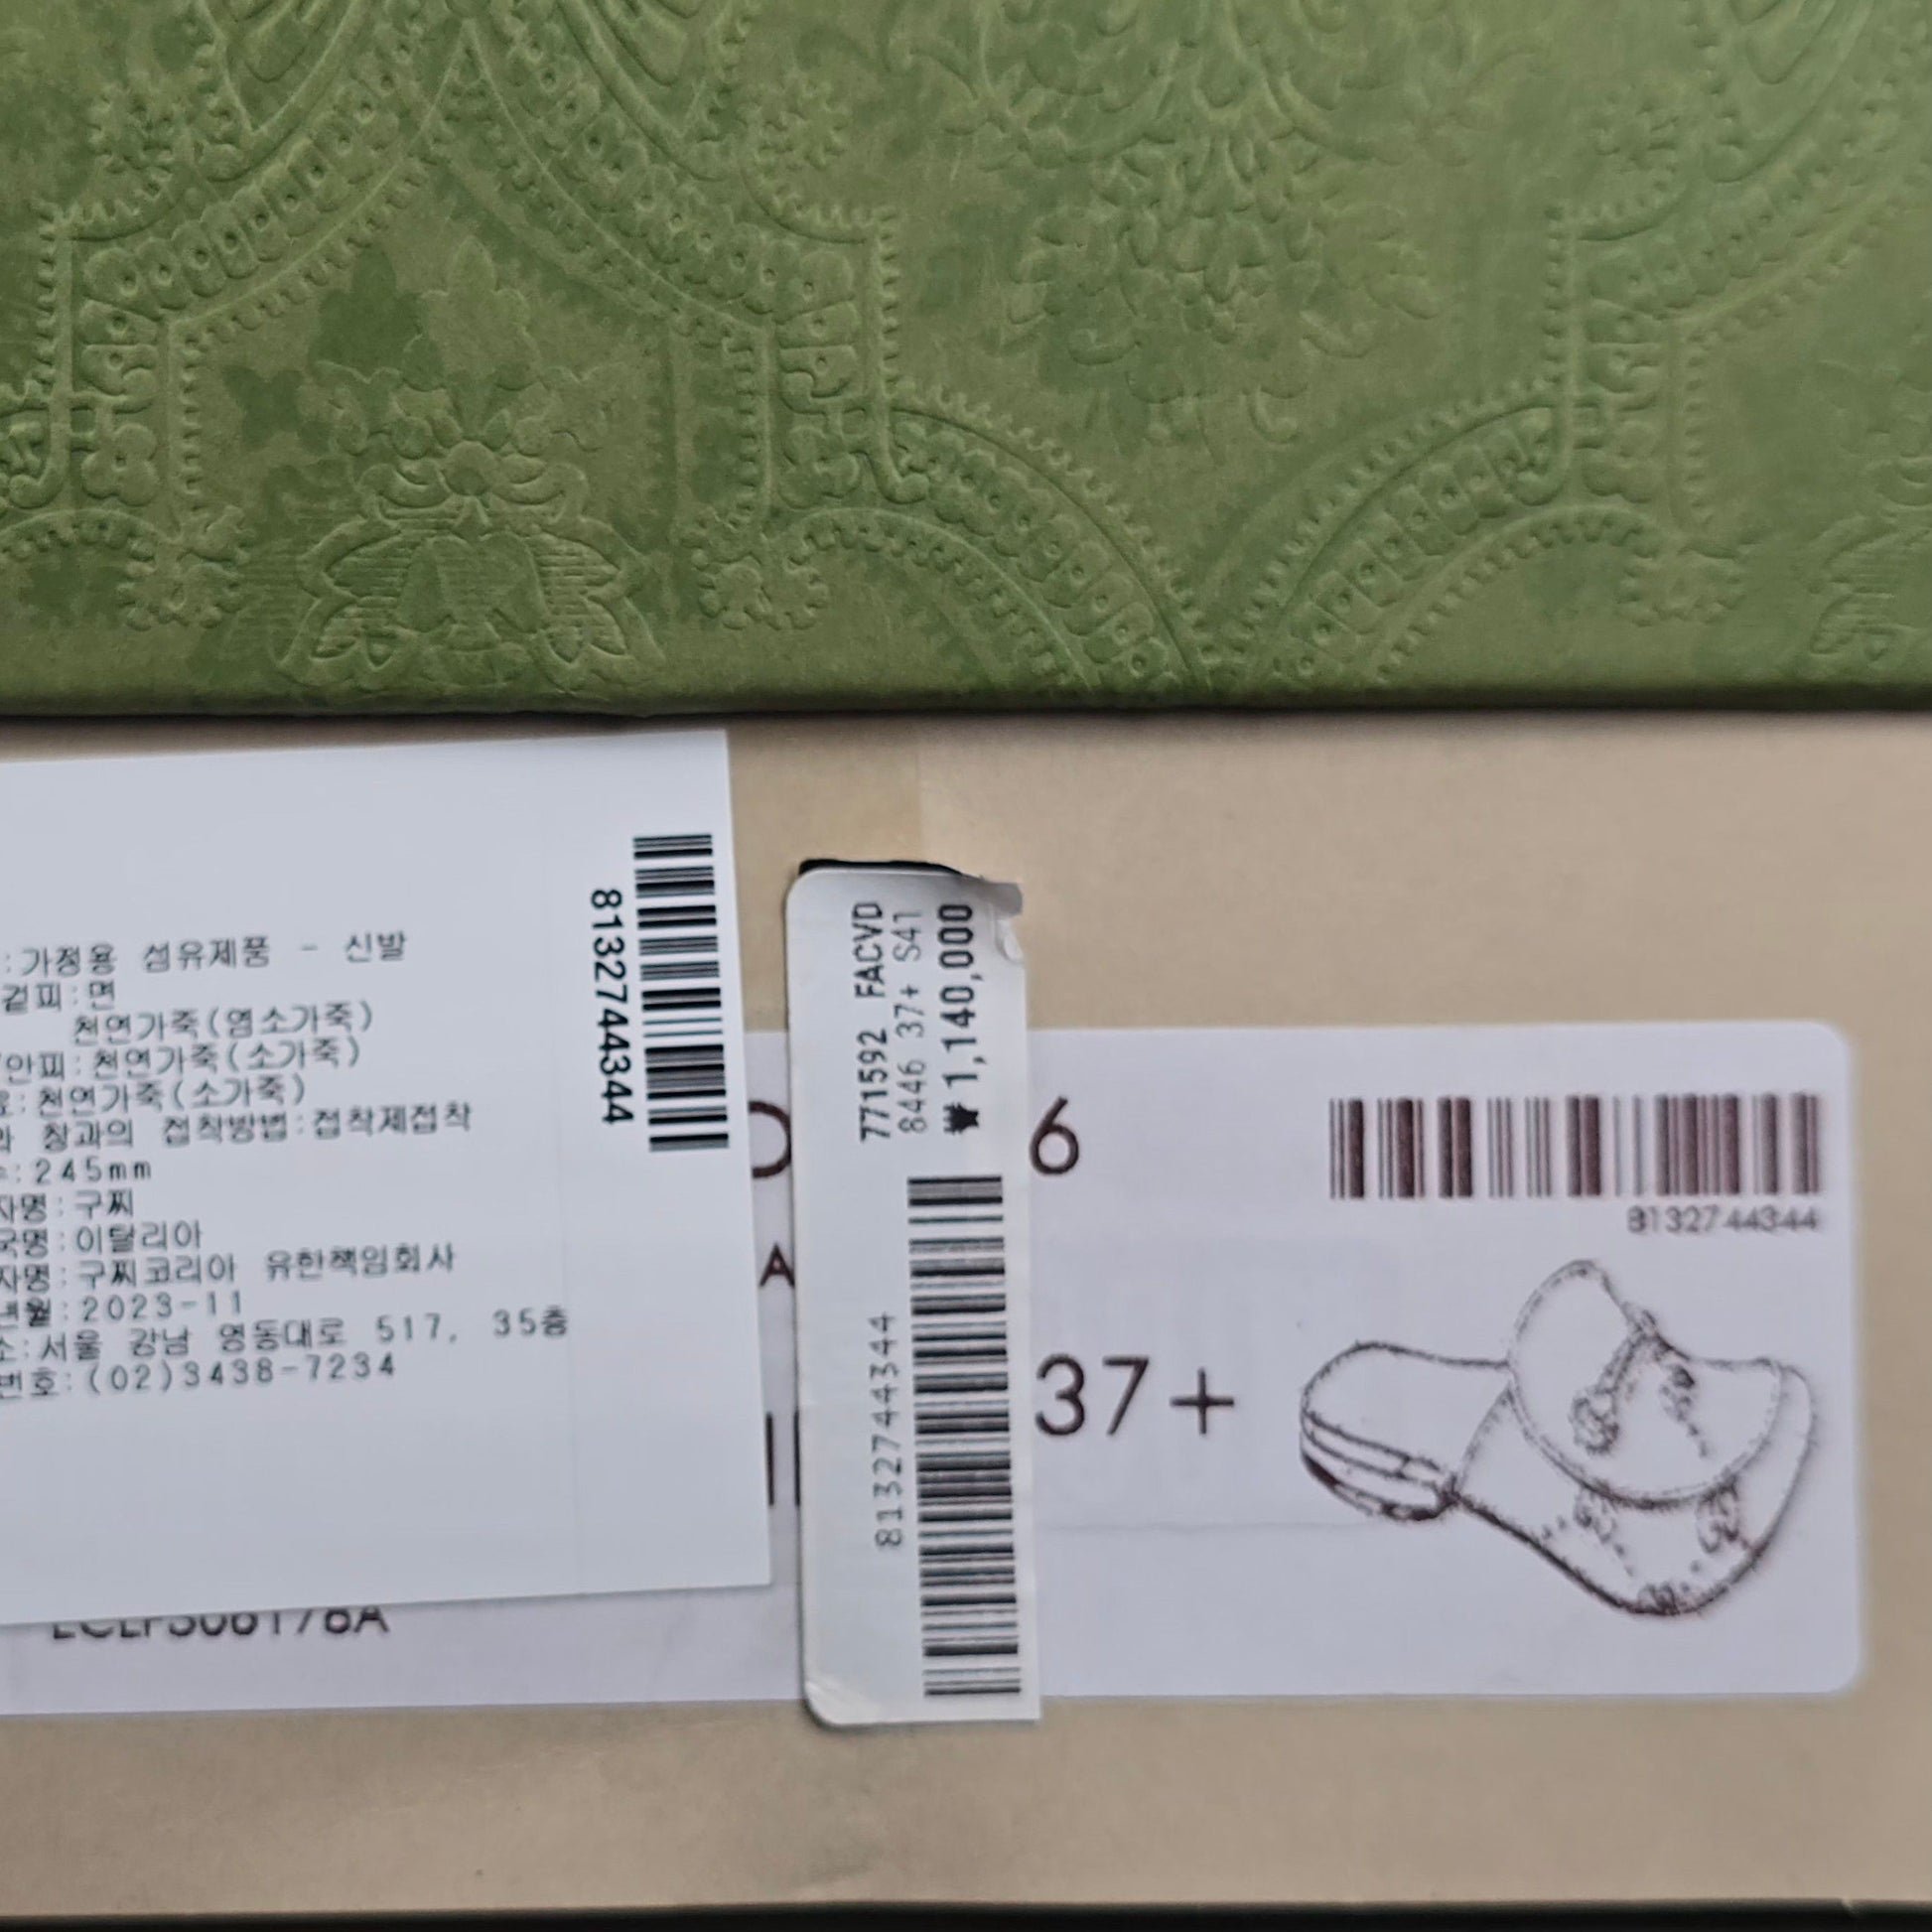 :가정용 섬유제품 - 신발
겉피:면
천연가죽(염소가죽)
안피:천연가죽(소가죽)
:천연가죽(소가죽)
창과의 접착방법:접착제접착
:245mm
자명:구찌
국명:이탈리아
자명:구찌코리아 유한책임회사
년월:2023-11
소:서울 강남 영동대로 517, 35층
번호:(02)3438-7234
8132744344
771592 FACVD
8446 37+ S41
₩1,140,000
8132744344
6
A
37+
8132744344